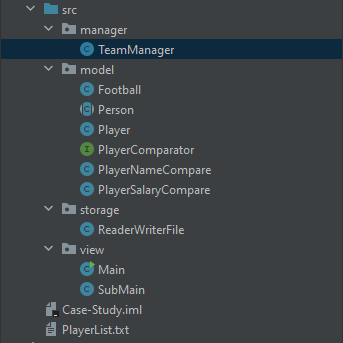 src
manager
TeamManager
model
Football
Person
Player
PlayerComparator
PlayerNameCompare
PlayerSalaryCompare
storage
ReaderWriterFile
view
Main
SubMain
Case-Study.iml
PlayerList.txt